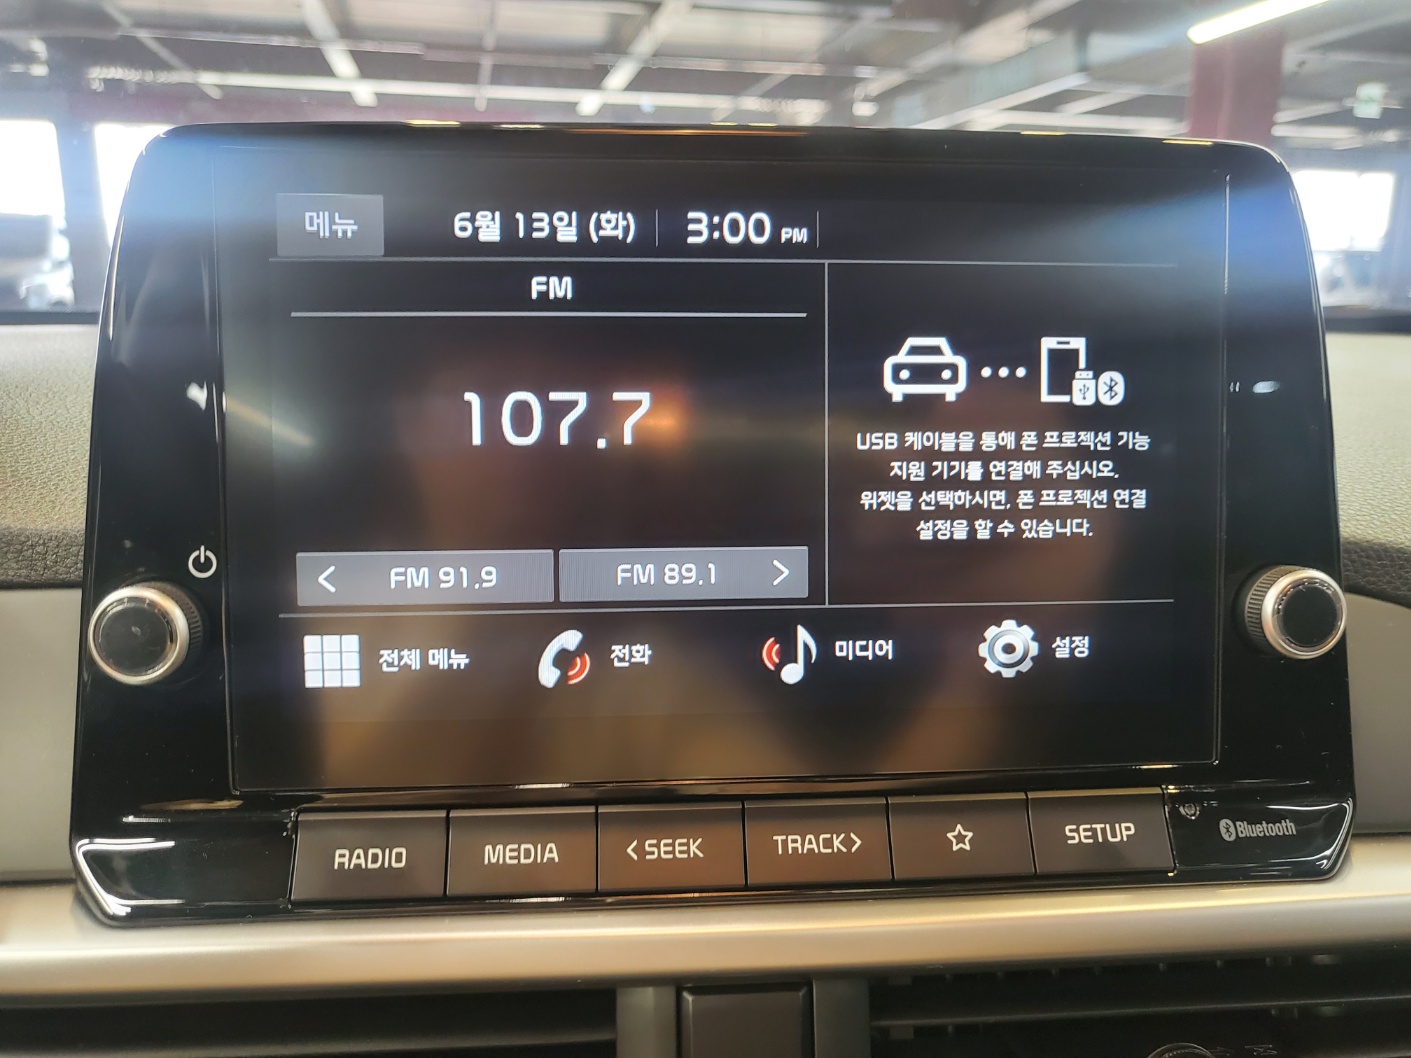 메뉴 6월 13일 (화) 3:00 PM
FM
107.7
< FM 91.9
FM 89.1 >
USB 케이블을 통해 폰 프로젝션 기능
지원 기기를 연결해 주십시오.
위젯을 선택하시면, 폰 프로젝션 연결
설정을 할 수 있습니다.
전체 메뉴
전화
미디어
설정
RADIO
MEDIA
< SEEK
TRACK >
☆
SETUP
Bluetooth